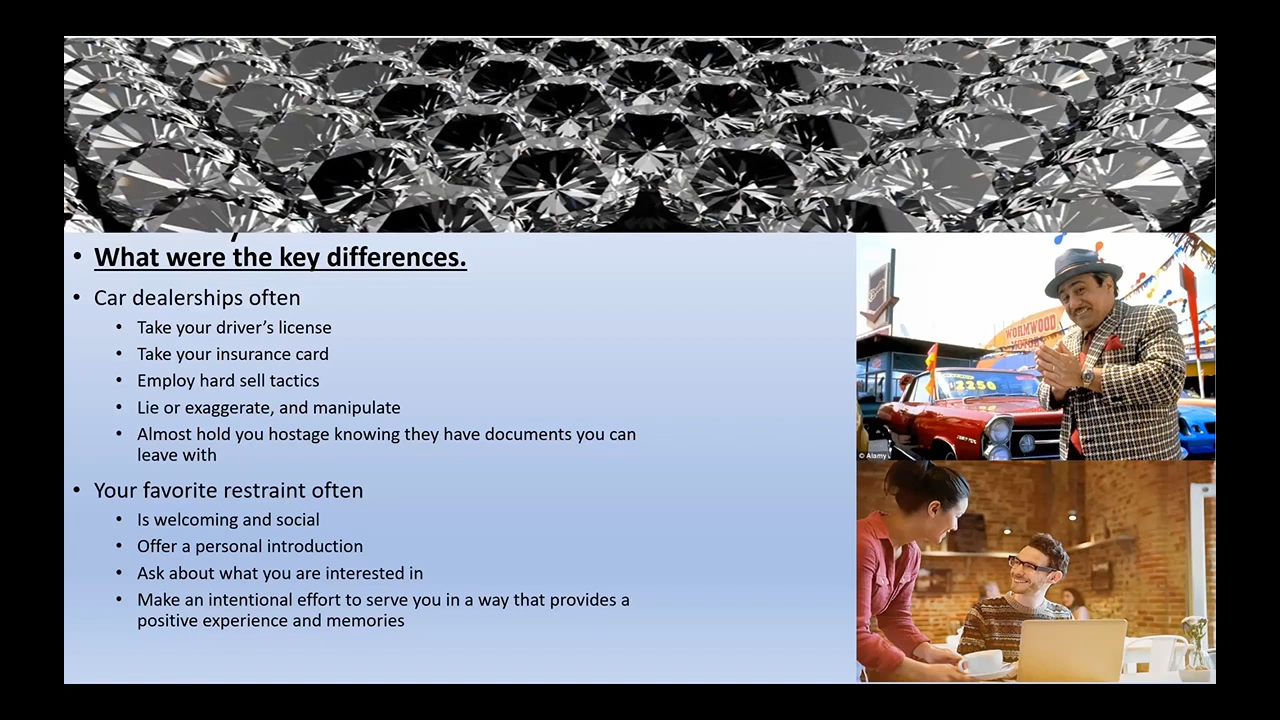 • What were the key differences.
• Car dealerships often
• Take your driver’s license
• Take your insurance card
• Employ hard sell tactics
• Lie or exaggerate, and manipulate
• Almost hold you hostage knowing they have documents you can
leave with
• Your favorite restraint often
• Is welcoming and social
• Offer a personal introduction
• Ask about what you are interested in
• Make an intentional effort to serve you in a way that provides a
positive experience and memories
WORMWOOD
MOTORS
2250
© Alamy